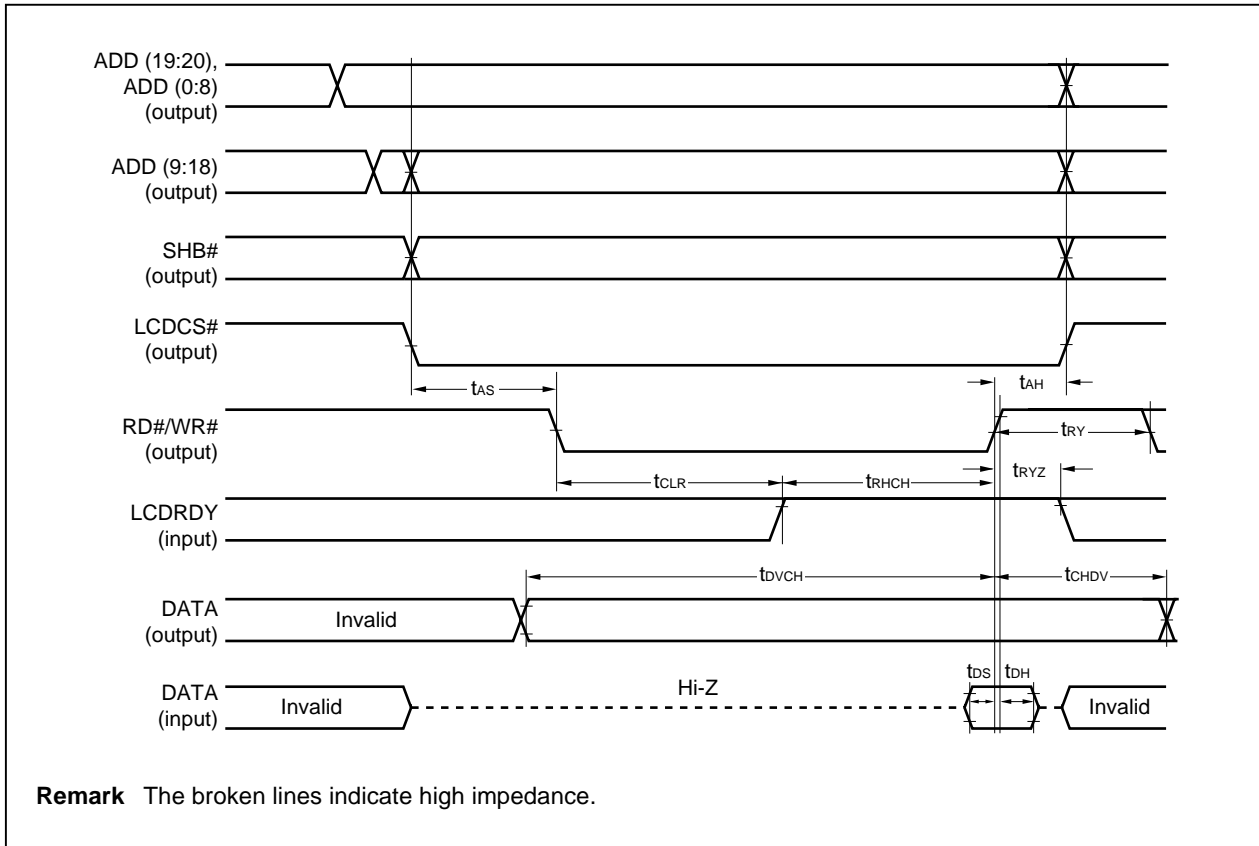 ADD (19:20),
ADD (0:8)
(output)
ADD (9:18)
(output)
SHB#
(output)
LCDCS#
(output)
tAS
tAH
RD#/WR#
(output)
tRY
tRYZ
tCLR
tRHCH
LCDRDY
(input)
tDVCH
tCHDV
DATA
(output)
Invalid
tDS
tDH
DATA
(input)
Invalid
Hi-Z
Invalid
Remark The broken lines indicate high impedance.